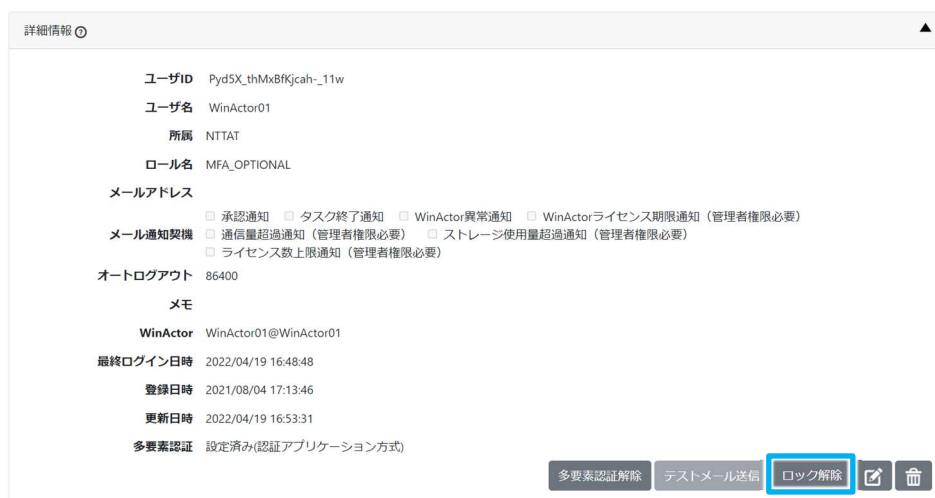 詳細情報 ?
ユーザID Pyd5X_thMxBfKjcah-_11w
ユーザ名 WinActor01
所属 NTTAT
ロール名 MFA_OPTIONAL
メールアドレス
承認通知 タスク終了通知 WinActor異常通知 WinActorライセンス期限通知（管理者権限必要）
メール通知契機 通信量超過通知（管理者権限必要） ストレージ使用量超過通知（管理者権限必要）
ライセンス数上限通知（管理者権限必要）
オートログアウト 86400
メモ
WinActor WinActor01@WinActor01
最終ログイン日時 2022/04/19 16:48:48
登録日時 2021/08/04 17:13:46
更新日時 2022/04/19 16:53:31
多要素認証 設定済み(認証アプリケーション方式)
多要素認証解除 テストメール送信 ロック解除